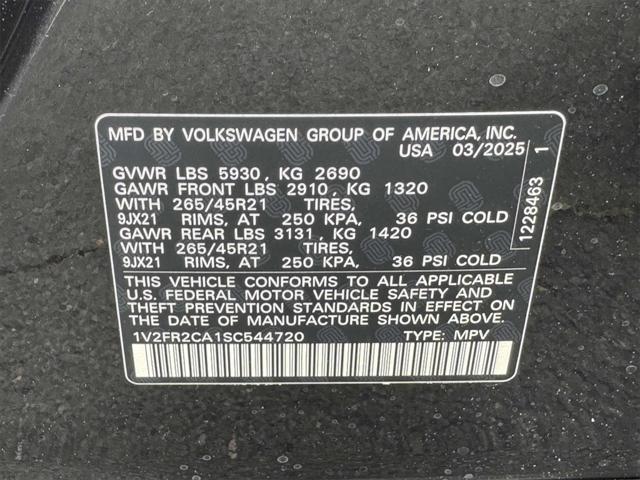 MFD BY VOLKSWAGEN GROUP OF AMERICA, INC.
USA 03/2025
GVWR LBS 5930, KG 2690
GAWR FRONT LBS 2910, KG 1320
WITH 265/45R21 TIRES,
9JX21 RIMS, AT 250 KPA, 36 PSI COLD
GAWR REAR LBS 3131, KG 1420
WITH 265/45R21 TIRES,
9JX21 RIMS, AT 250 KPA, 36 PSI COLD
THIS VEHICLE CONFORMS TO ALL APPLICABLE
U.S. FEDERAL MOTOR VEHICLE SAFETY AND
THEFT PREVENTION STANDARDS IN EFFECT ON
THE DATE OF MANUFACTURE SHOWN ABOVE.
1V2FR2CA1SC544720 TYPE: MPV
1228463 1